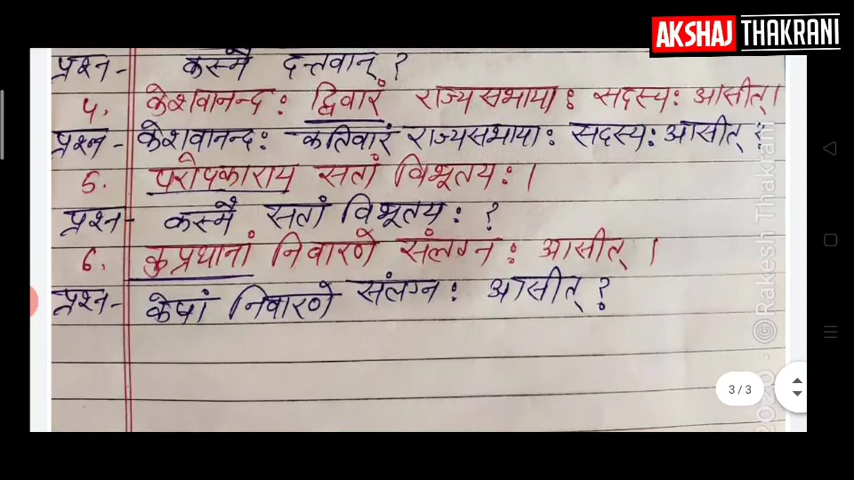 AKSHAJ THAKRANI
प्रश्न- कस्मै दत्तवान् ?
4. केशवानन्द: द्विवारं राज्यसभाया: सदस्य: आसीत्।
प्रश्न- केशवानन्द: कतिवारं राज्यसभाया: सदस्य: आसीत् ?
5. परोपकाराय सतां विभूतय:।
प्रश्न- कस्मै सतां विभूतय: ?
6. कुप्रथानां निवारणे संलग्न: आसीत् ।
प्रश्न- केषां निवारणे संलग्न: आसीत् ?
3/3
2020 · @Rakesh Thakrani